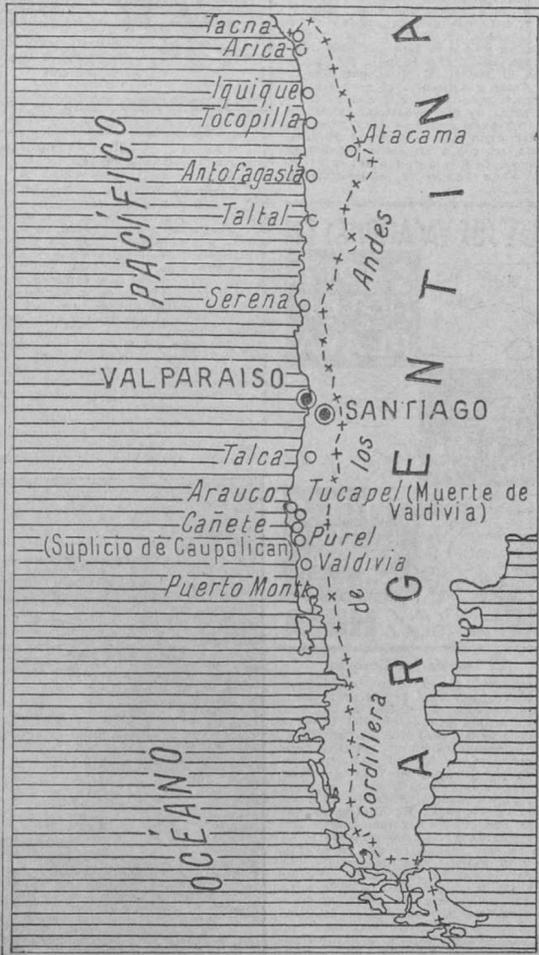 Tacna
Arica
Iquique
Tocopilla
Atacama
Antofagasta
Taltal
Serena
VALPARAISO
SANTIAGO
Talca
Arauco
Tucapel (Muerte de
Valdivia)
Cañete
(Suplicio de Caupolican)
Purel
Valdivia
Puerto Montt
OCÉANO PACÍFICO
Cordillera de los Andes
ARGENTINA